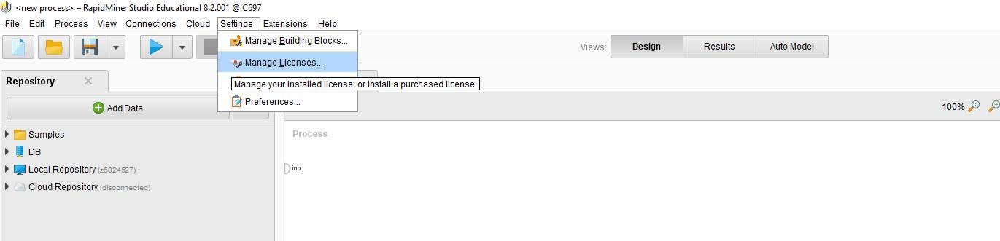 <new process> – RapidMiner Studio Educational 8.2.001 @ C697
File Edit Process View Connections Cloud Settings Extensions Help
Manage Building Blocks...
Views: Design Results Auto Model
Manage Licenses...
Repository
Manage your installed license, or install a purchased license.
Preferences...
Add Data
100%
Process
Samples
DB
inp
Local Repository (z5024527)
Cloud Repository (disconnected)